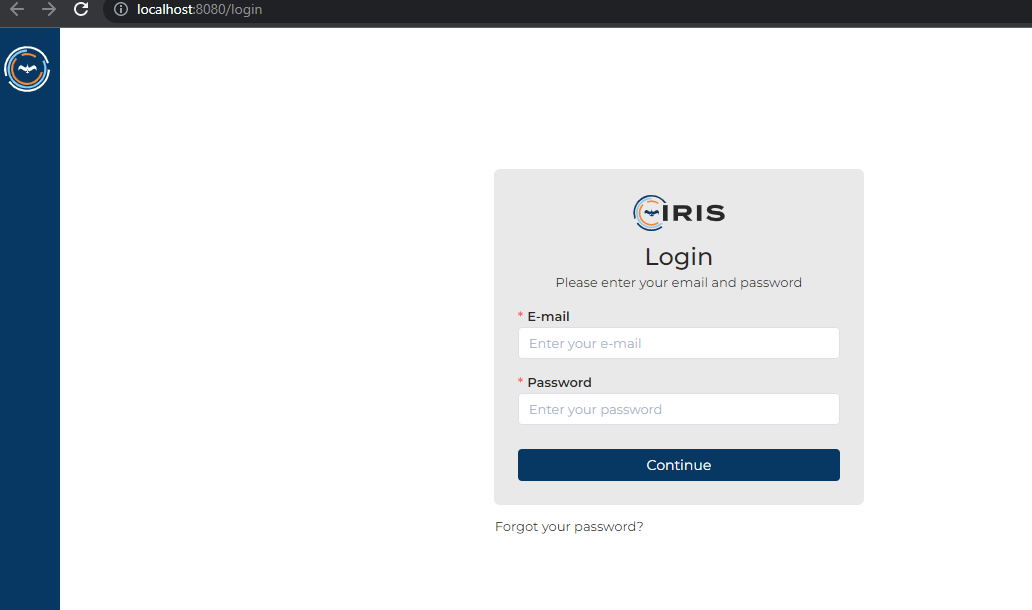 localhost:8080/login
IRIS
Login
Please enter your email and password
* E-mail
Enter your e-mail
* Password
Enter your password
Continue
Forgot your password?